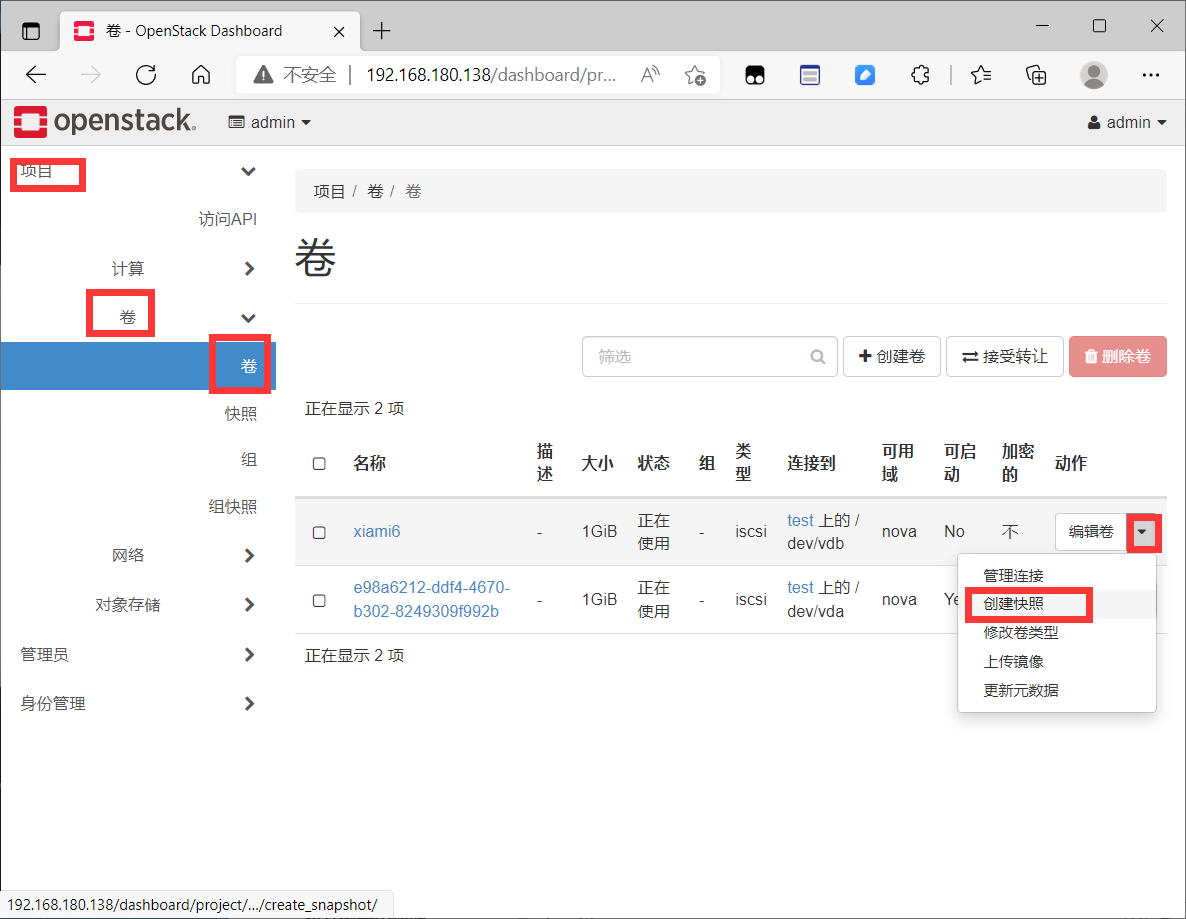 卷 - OpenStack Dashboard
不安全 192.168.180.138/dashboard/pr...
openstack. admin admin
项目
访问API
计算
卷
卷
快照
组
组快照
网络
对象存储
管理员
身份管理
项目 / 卷 / 卷
卷
筛选 创建卷 接受转让 删除卷
正在显示 2 项
名称 描述 大小 状态 组 类型 连接到 可用域 可启动 加密的 动作
xiami6 - 1GiB 正在使用 - iscsi test 上的 /dev/vdb nova No 不 编辑卷
e98a6212-ddf4-4670-b302-8249309f992b - 1GiB 正在使用 - iscsi test 上的 /dev/vda nova
管理连接
创建快照
修改卷类型
上传镜像
更新元数据
正在显示 2 项
192.168.180.138/dashboard/project/.../create_snapshot/